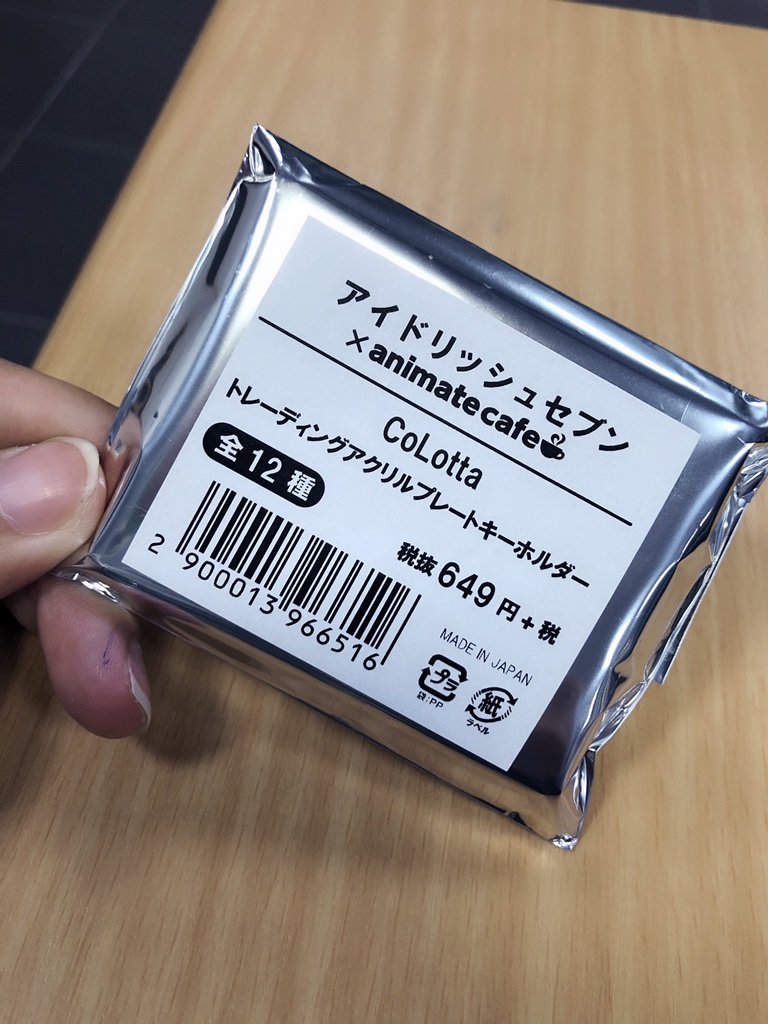 アイドリッシュセブン
×animatecafe
CoLotta
トレーディングアクリルプレートキーホルダー
全12種
税抜649円+税
2 900013 966516
MADE IN JAPAN
プラ
袋:PP
紙
ラベル